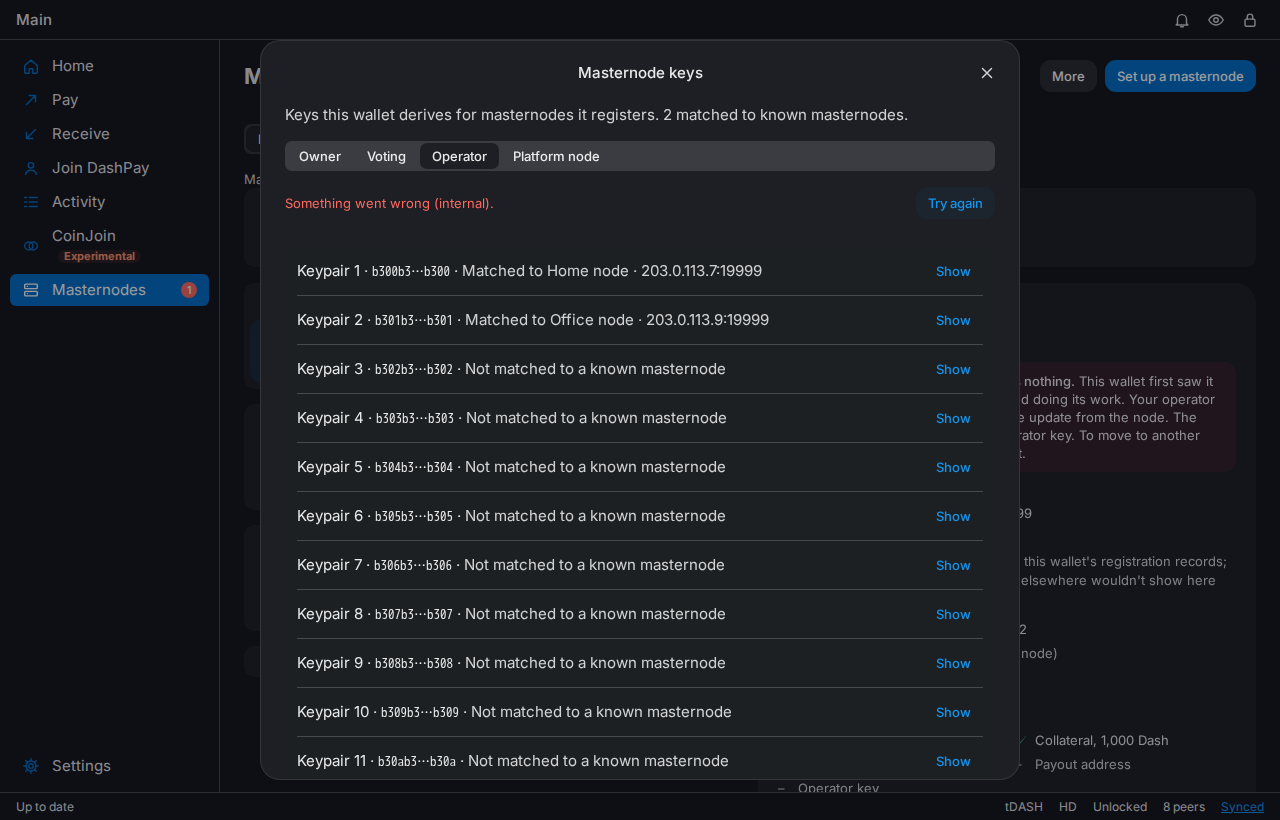 Main
Home
Pay
Receive
Join DashPay
Activity
CoinJoin
Experimental
Masternodes 1
Settings
More
Set up a masternode
Masternode keys
Keys this wallet derives for masternodes it registers. 2 matched to known masternodes.
Owner Voting Operator Platform node
Something went wrong (internal). Try again
Keypair 1 · b300b3···b300 · Matched to Home node · 203.0.113.7:19999 Show
Keypair 2 · b301b3···b301 · Matched to Office node · 203.0.113.9:19999 Show
Keypair 3 · b302b3···b302 · Not matched to a known masternode Show
Keypair 4 · b303b3···b303 · Not matched to a known masternode Show
Keypair 5 · b304b3···b304 · Not matched to a known masternode Show
Keypair 6 · b305b3···b305 · Not matched to a known masternode Show
Keypair 7 · b306b3···b306 · Not matched to a known masternode Show
Keypair 8 · b307b3···b307 · Not matched to a known masternode Show
Keypair 9 · b308b3···b308 · Not matched to a known masternode Show
Keypair 10 · b309b3···b309 · Not matched to a known masternode Show
Keypair 11 · b30ab3···b30a · Not matched to a known masternode Show
nothing. This wallet first saw it
doing its work. Your operator
update from the node. The
key. To move to another
this wallet's registration records;
elsewhere wouldn't show here
node)
Collateral, 1,000 Dash
Payout address
Operator key
Up to date
tDASH HD Unlocked 8 peers Synced